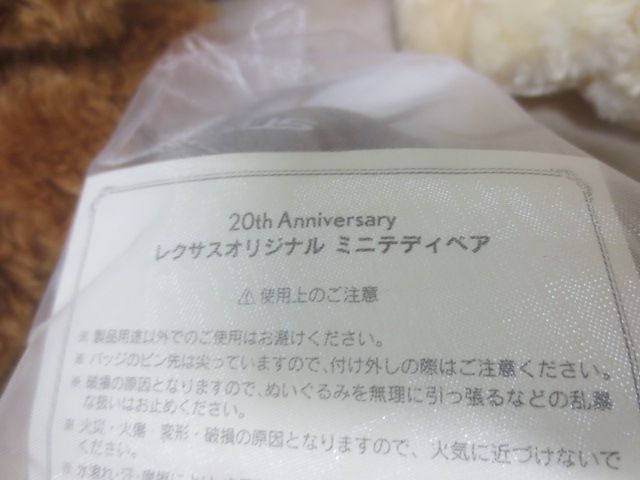 20th Anniversary
レクサスオリジナル ミニテディベア
⚠使用上のご注意
※製品用途以外でのご使用はお避けください。
※バッジのピン先は尖っていますので、付け外しの際はご注意ください。
※破損の原因となりますので、ぬいぐるみを無理に引っ張るなどの乱暴
な扱いはお止めください。
※火災・火傷・変形・破損の原因となりますので、火気に近づけないで
ください。
※水濡れ・汗・摩擦に